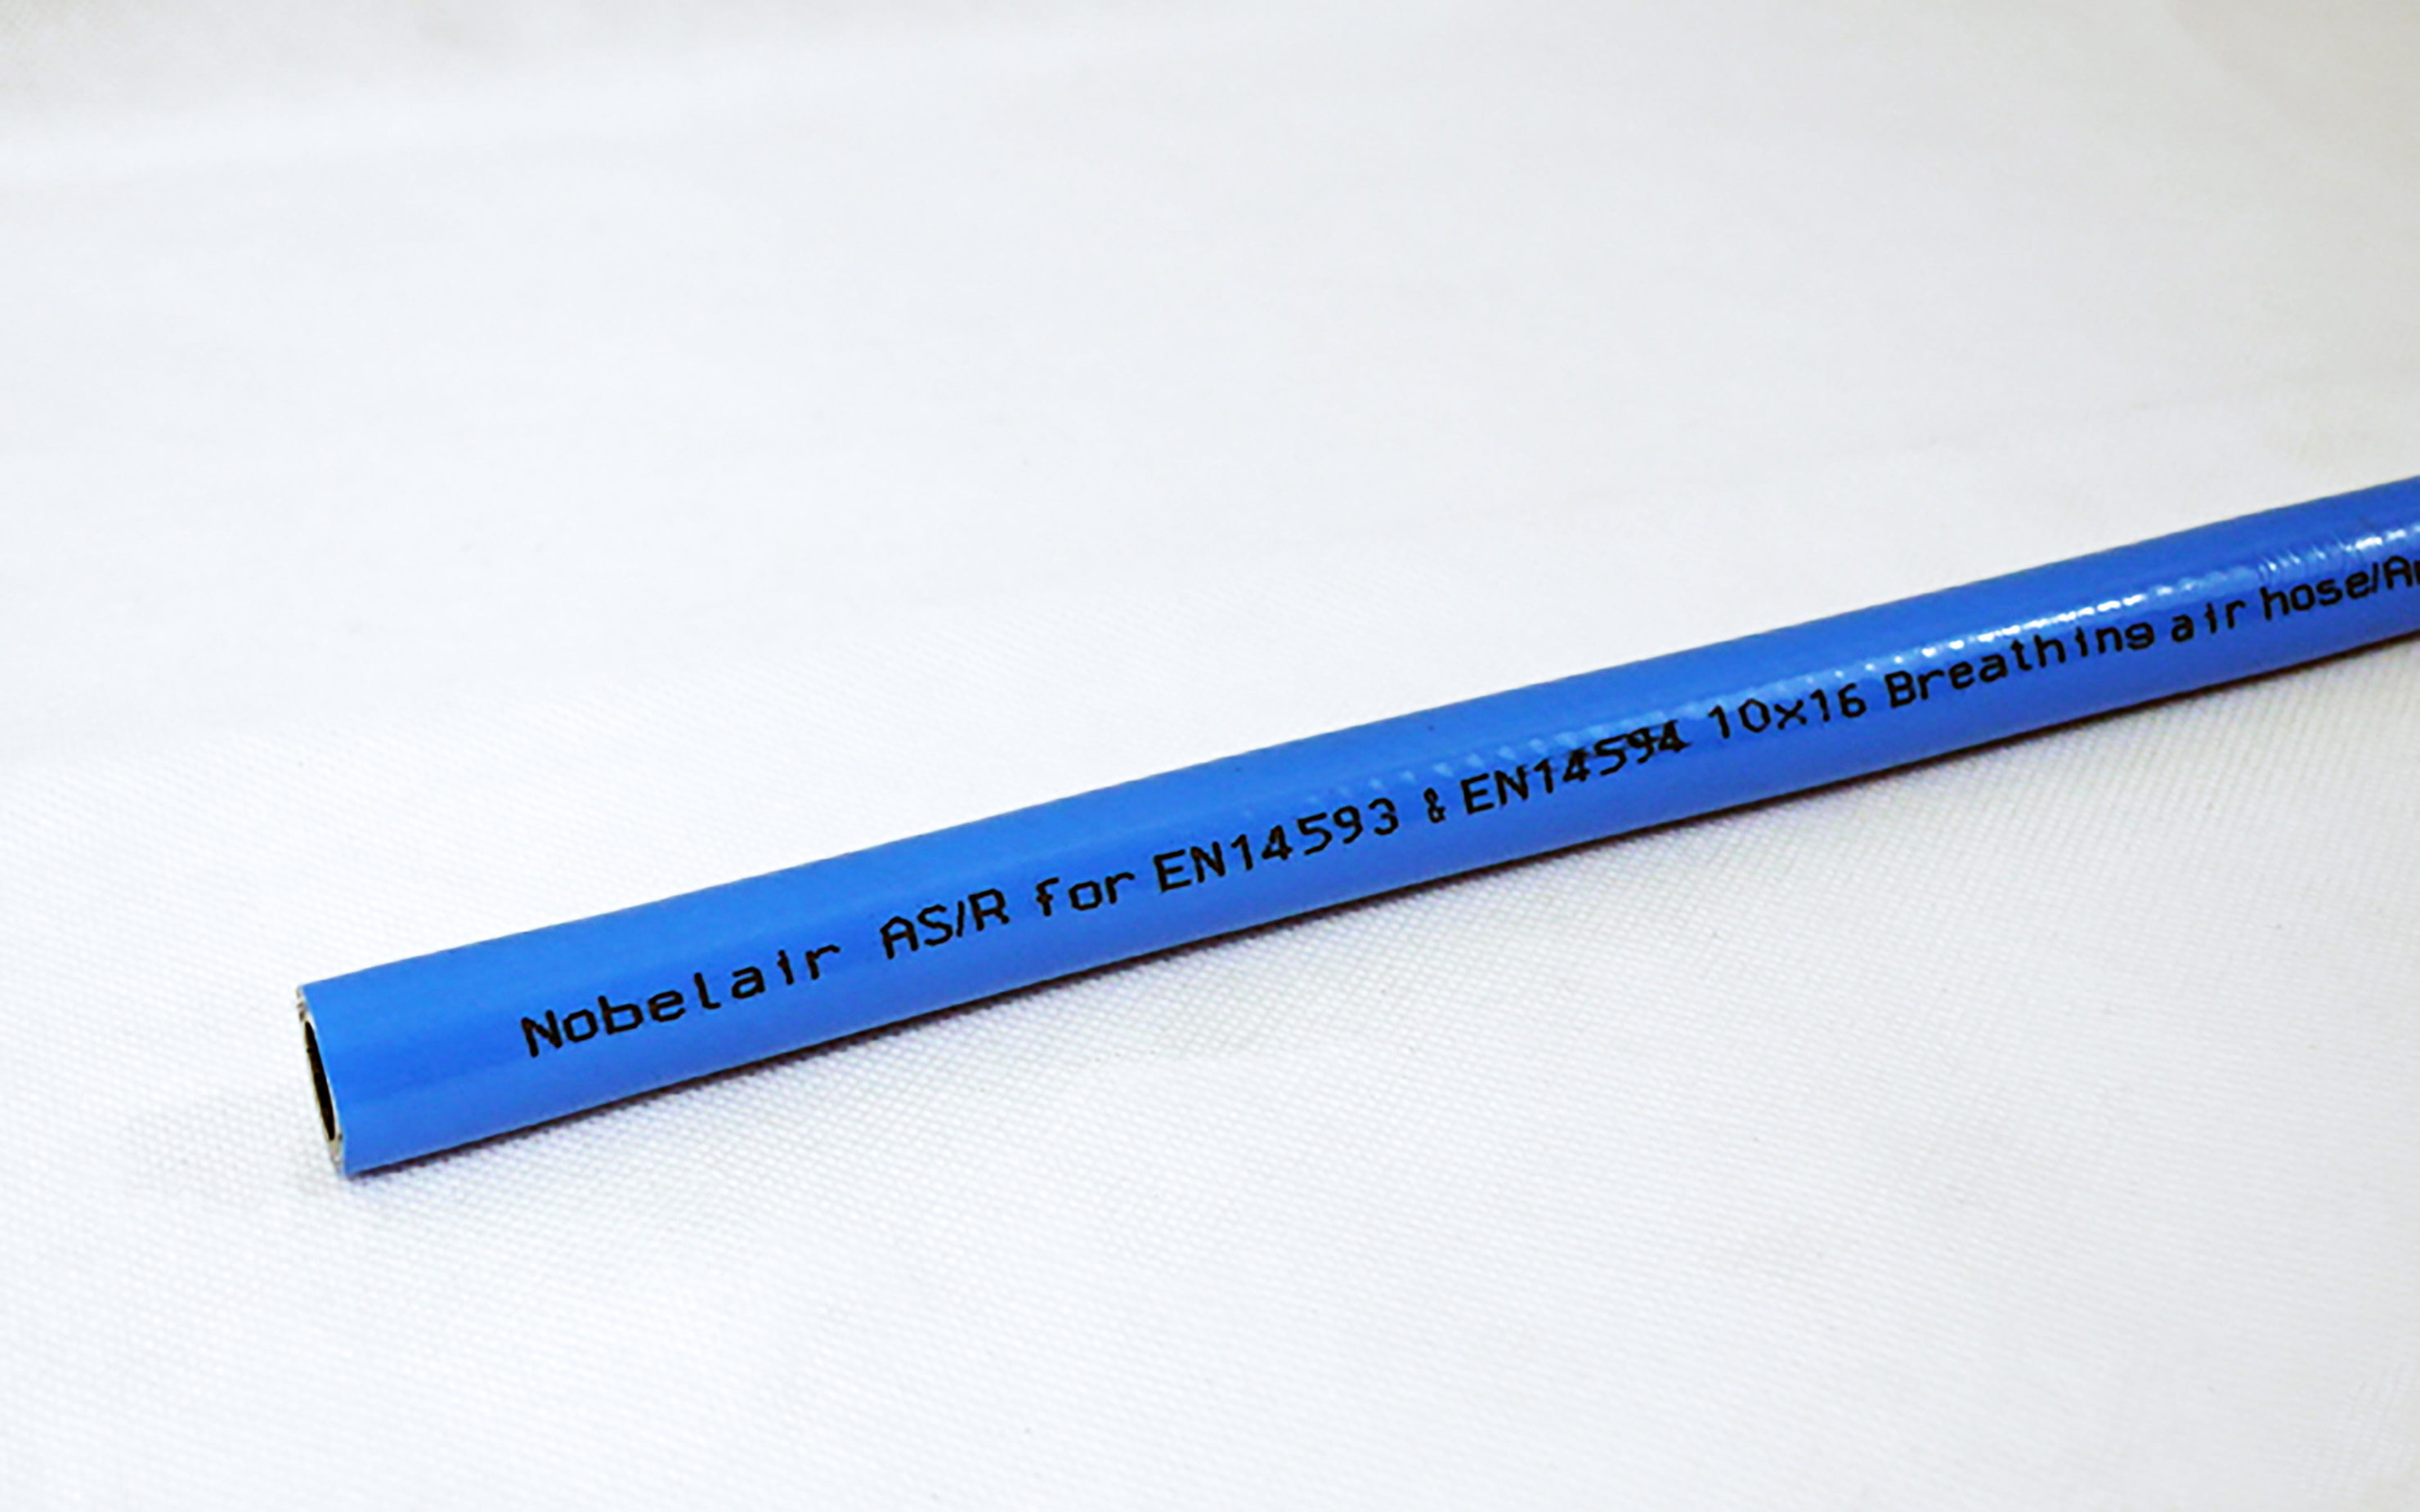 Nobelair AS/R for EN14593 & EN14594 10x16 Breathing air hose/